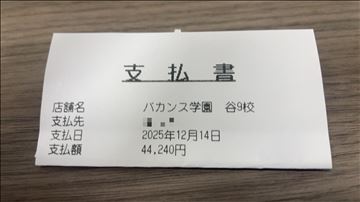 支払書
店舗名 バカンス学園 谷9校
支払先
支払日 2025年12月14日
支払額 44,240円